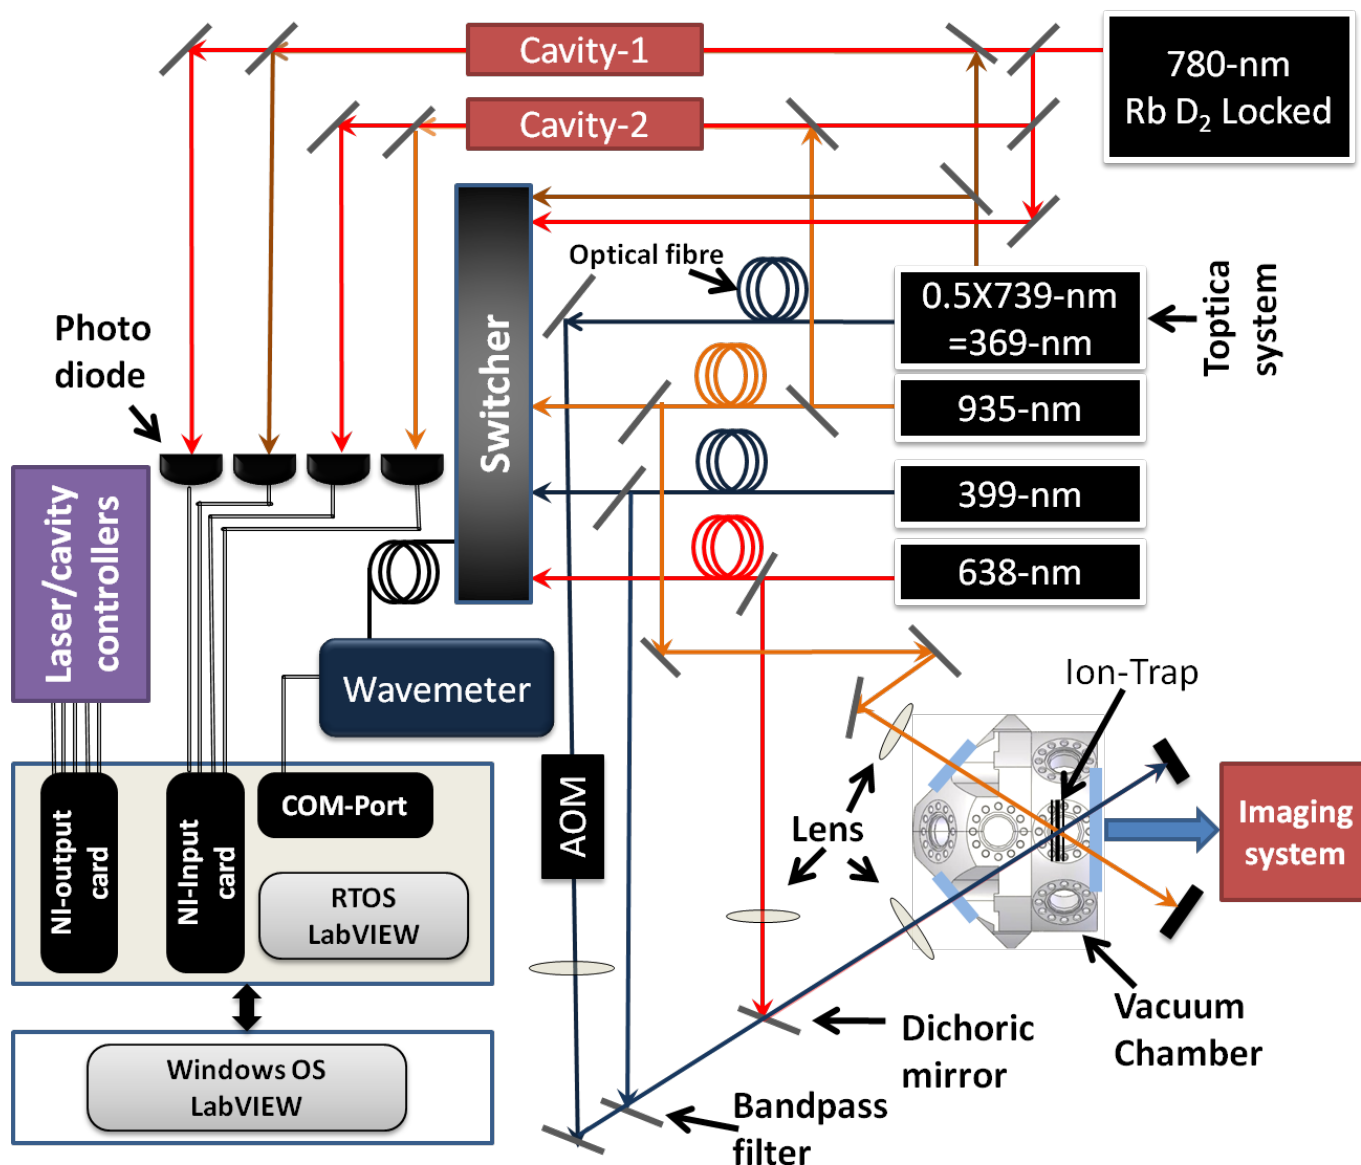 Cavity-1
780-nm
Rb D₂ Locked
Cavity-2
Optical fibre
0.5X739-nm
=369-nm
Toptica
system
Photo
diode
Switcher
935-nm
399-nm
638-nm
Laser/cavity
controllers
Wavemeter
Ion-Trap
AOM
COM-Port
NI-output
card
NI-Input
card
RTOS
LabVIEW
Lens
Imaging
system
Vacuum
Chamber
Dichoric
mirror
Bandpass
filter
Windows OS
LabVIEW